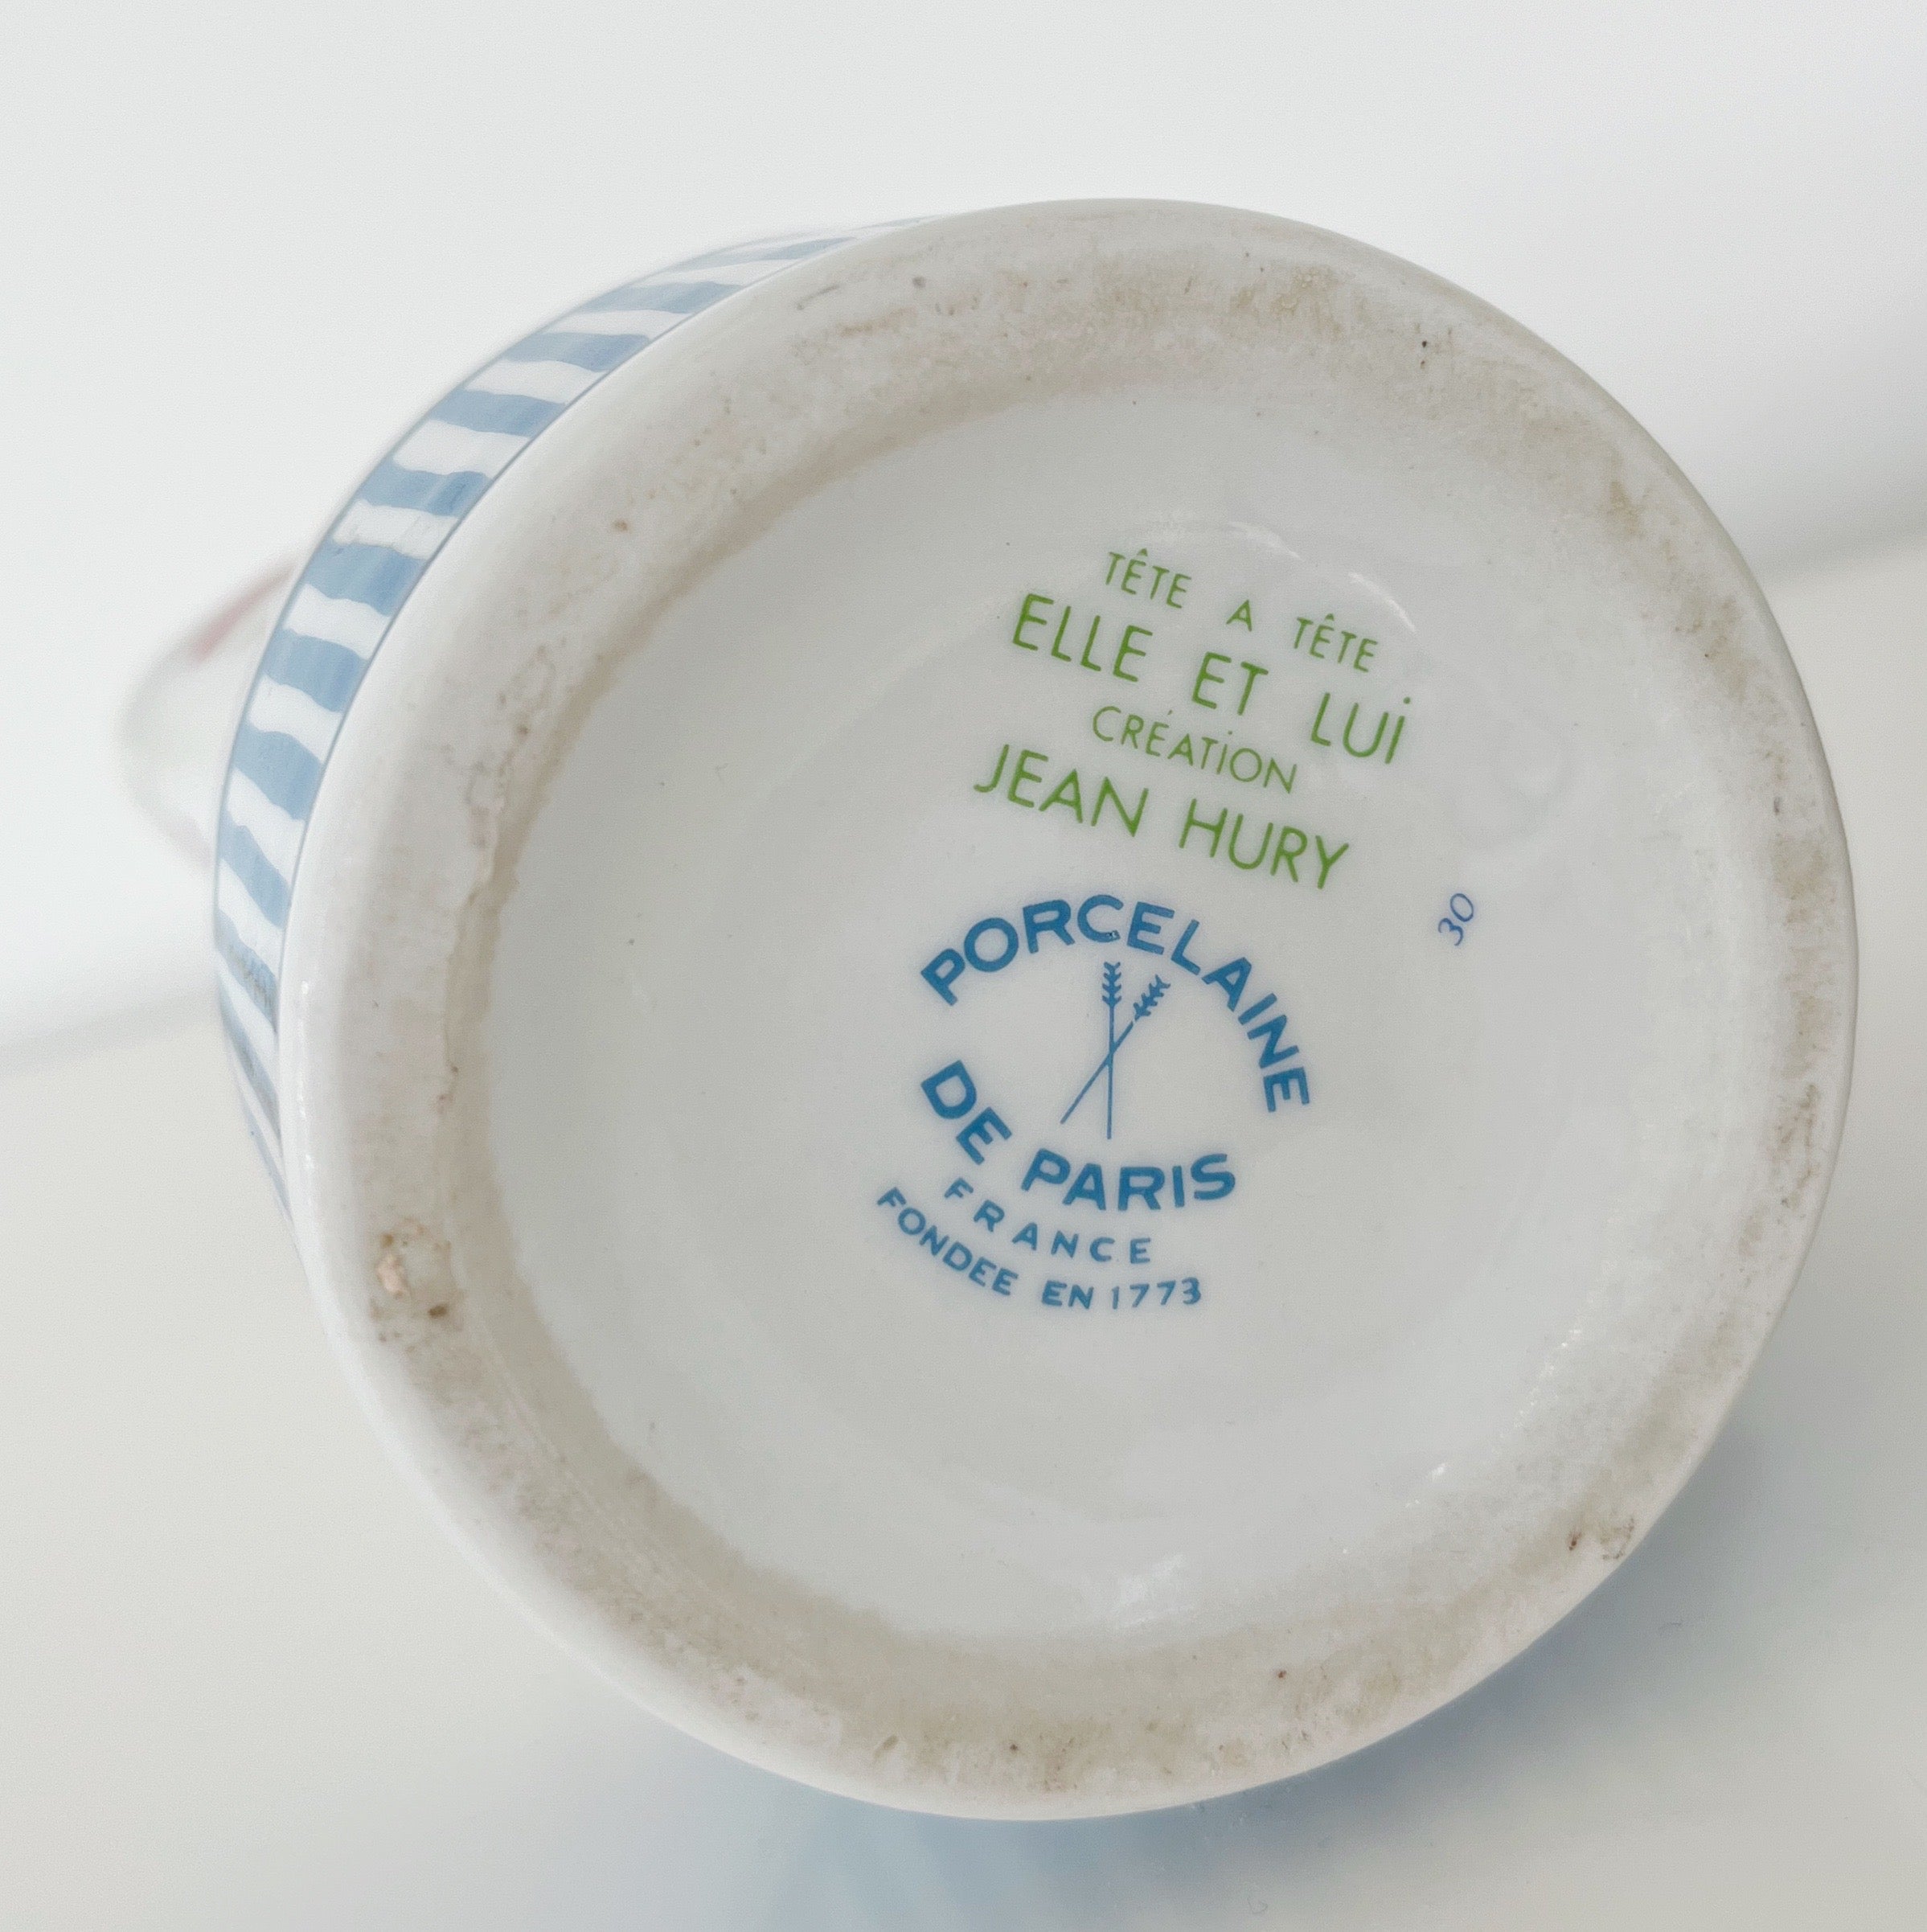 TÊTE A TÊTE
ELLE ET LUi
CRÉATiON
JEAN HURY
30
PORCELAINE
DE PARIS
FRANCE
FONDEE EN 1773